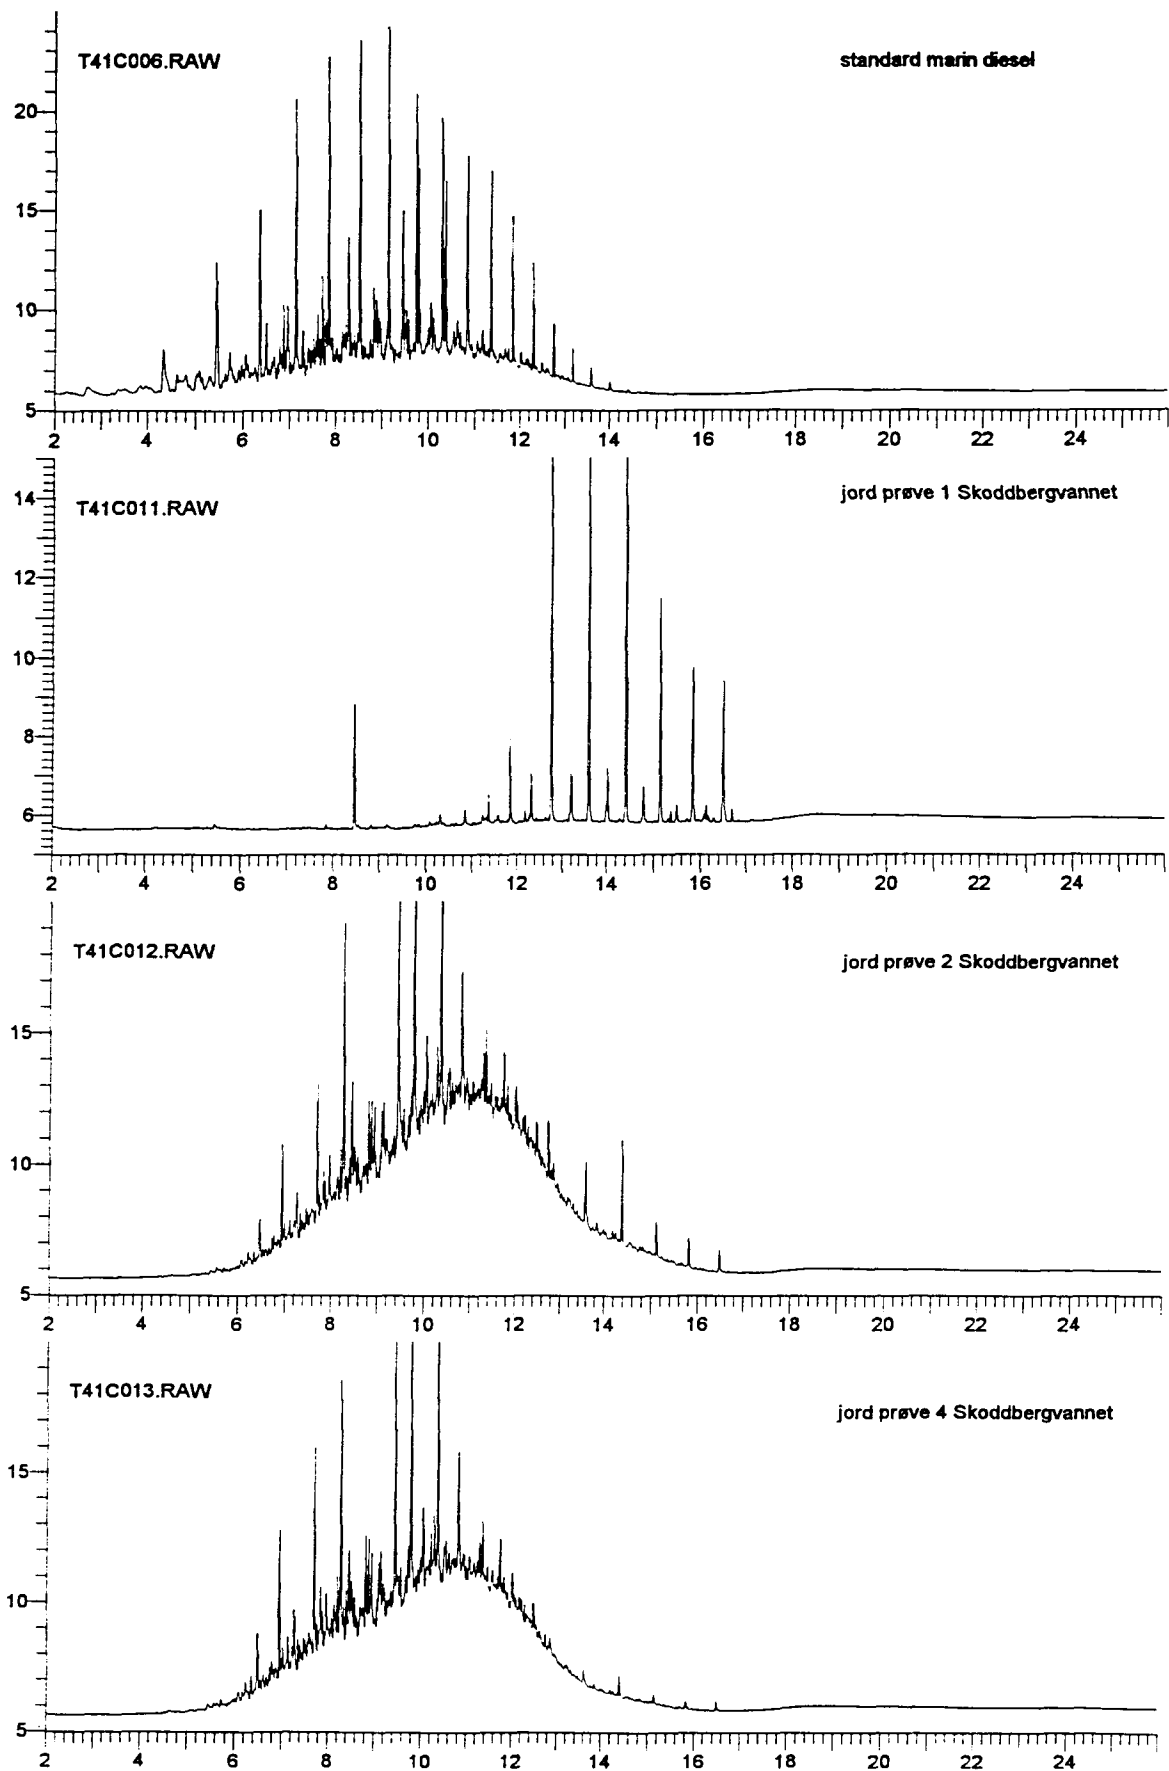 T41C006.RAW
standard marin diesel
20
15
10
5
2 4 6 8 10 12 14 16 18 20 22 24
T41C011.RAW
jord prøve 1 Skoddbergvannet
14
12
10
8
6
2 4 6 8 10 12 14 16 18 20 22 24
T41C012.RAW
jord prøve 2 Skoddbergvannet
15
10
5
2 4 6 8 10 12 14 16 18 20 22 24
T41C013.RAW
jord prøve 4 Skoddbergvannet
15
10
5
2 4 6 8 10 12 14 16 18 20 22 24